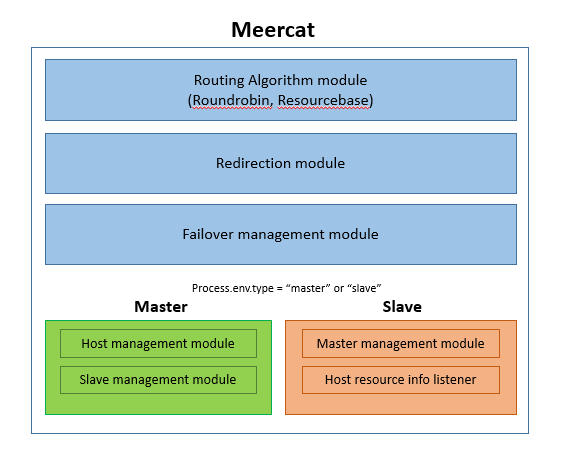 Meercat
Routing Algorithm module
(Roundrobin, Resourcebase)
Redirection module
Failover management module
Process.env.type = “master” or “slave”
Master
Slave
Host management module
Slave management module
Master management module
Host resource info listener